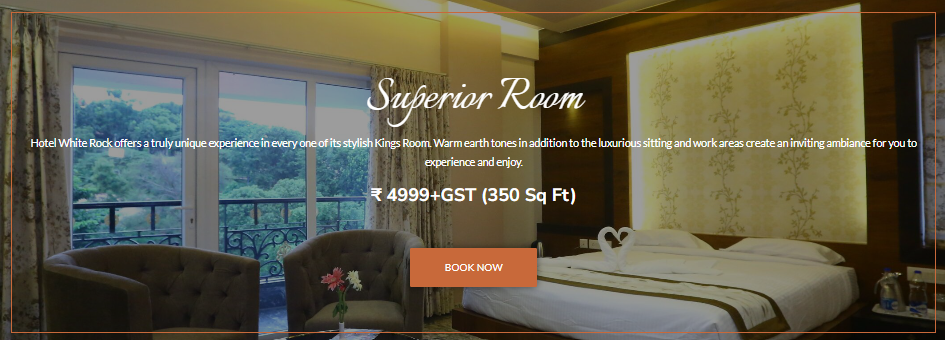 Superior Room
Hotel White Rock offers a truly unique experience in every one of its stylish Kings Room. Warm earth tones in addition to the luxurious sitting and work areas create an inviting ambiance for you to
experience and enjoy.
₹ 4999+GST (350 Sq Ft)
BOOK NOW